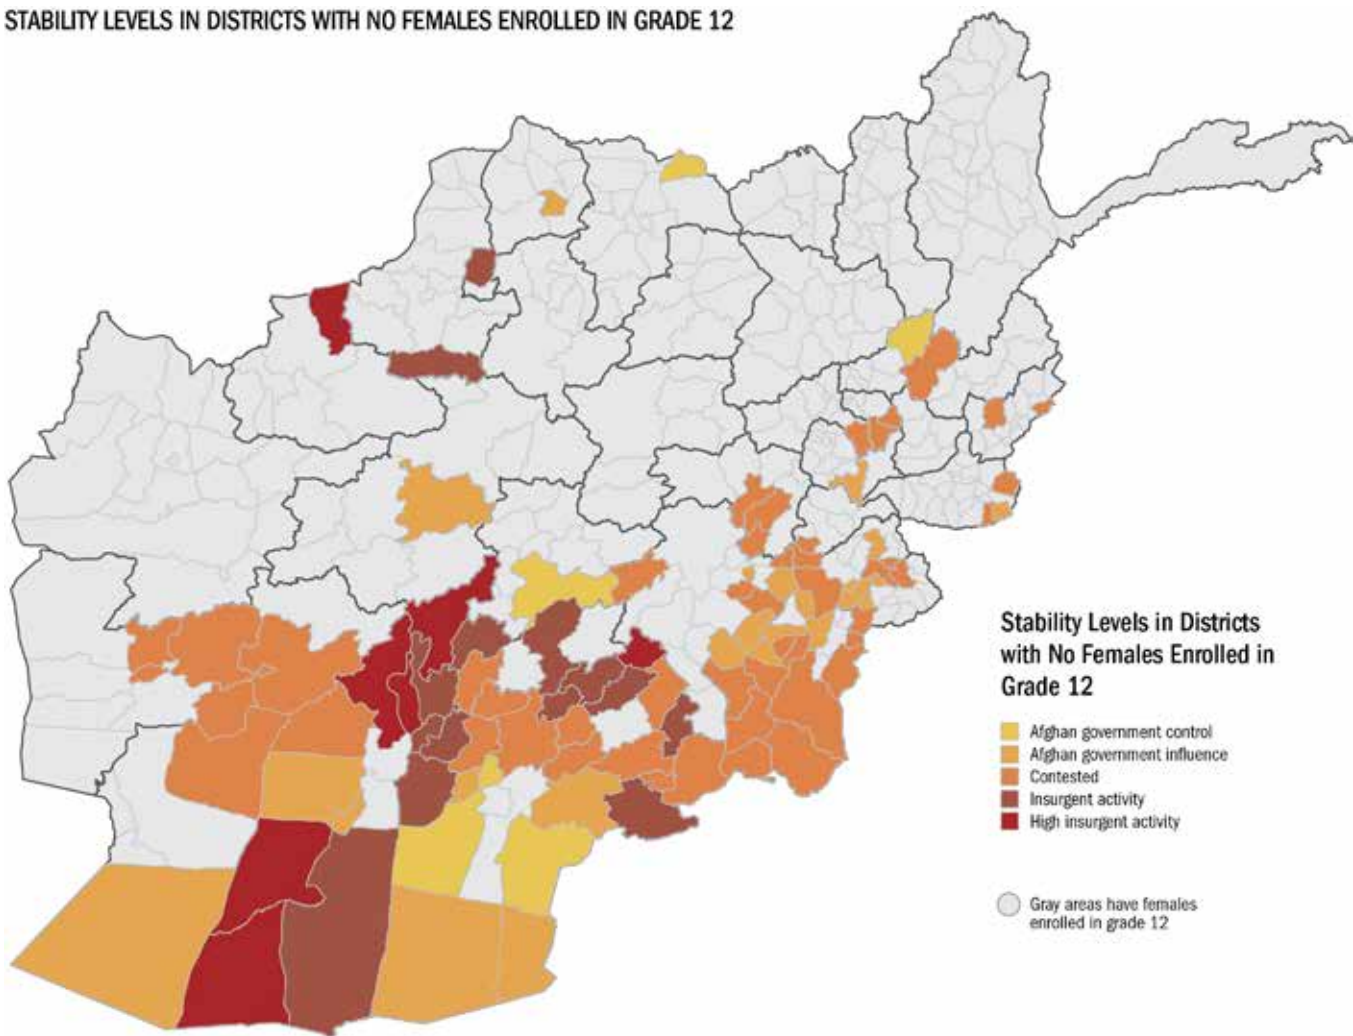 STABILITY LEVELS IN DISTRICTS WITH NO FEMALES ENROLLED IN GRADE 12
Stability Levels in Districts
with No Females Enrolled in
Grade 12
Afghan government control
Afghan government influence
Contested
Insurgent activity
High insurgent activity
Gray areas have females
enrolled in grade 12